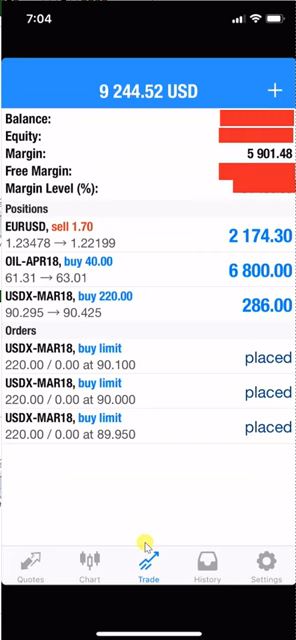 7:04
9 244.52 USD +
Balance:
Equity:
Margin: 5 901.48
Free Margin:
Margin Level (%):
Positions
EURUSD, sell 1.70
1.23478 → 1.22199 2 174.30
OIL-APR18, buy 40.00
61.31 → 63.01 6 800.00
USDX-MAR18, buy 220.00
90.295 → 90.425 286.00
Orders
USDX-MAR18, buy limit
220.00 / 0.00 at 90.100 placed
USDX-MAR18, buy limit
220.00 / 0.00 at 90.000 placed
USDX-MAR18, buy limit
220.00 / 0.00 at 89.950 placed
Quotes Chart Trade History Settings